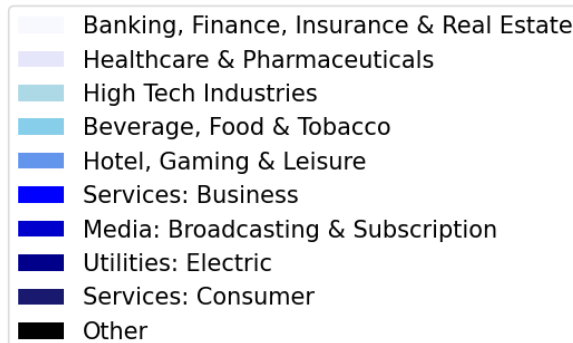 Banking, Finance, Insurance & Real Estate
Healthcare & Pharmaceuticals
High Tech Industries
Beverage, Food & Tobacco
Hotel, Gaming & Leisure
Services: Business
Media: Broadcasting & Subscription
Utilities: Electric
Services: Consumer
Other